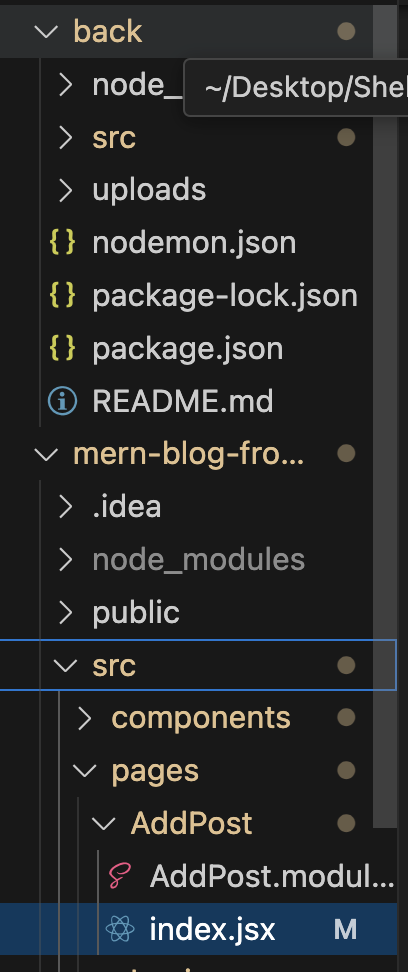 back
node_
~/Desktop/Shel
src
uploads
{} nodemon.json
{} package-lock.json
{} package.json
README.md
mern-blog-fro...
.idea
node_modules
public
src
components
pages
AddPost
AddPost.modul...
index.jsx M